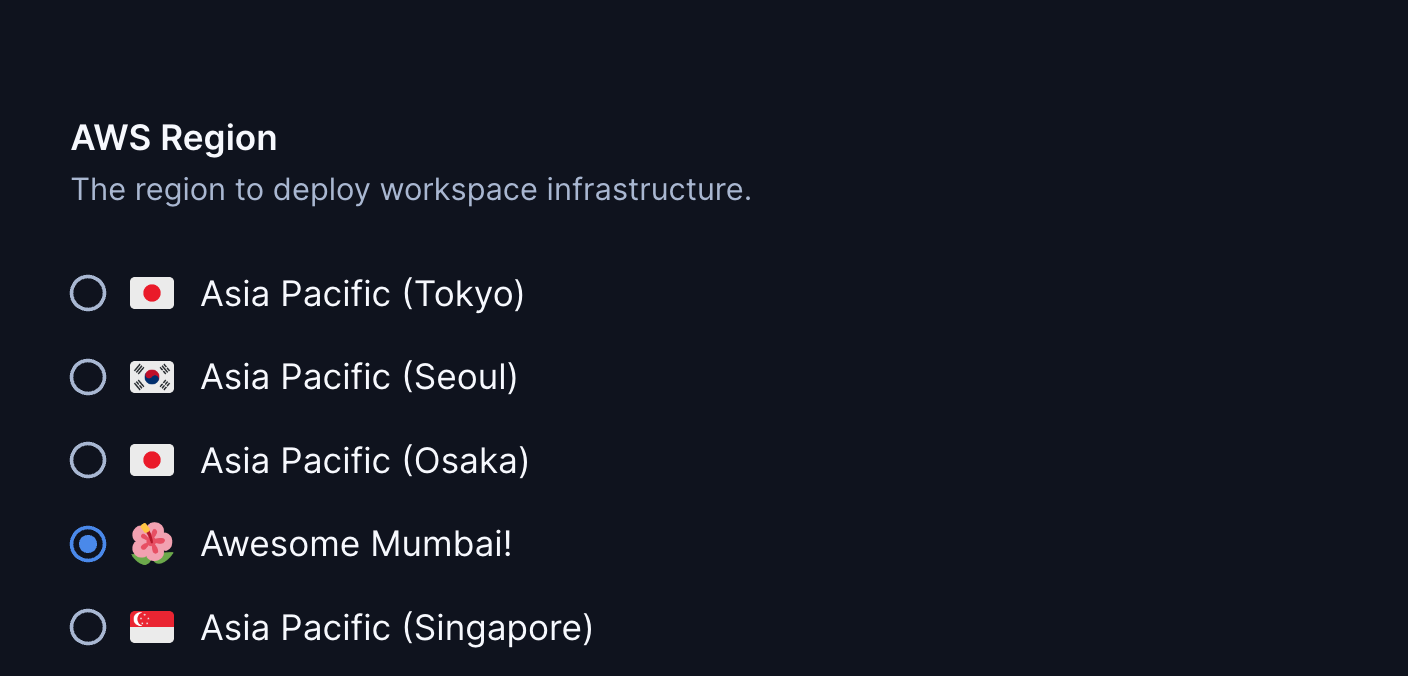 AWS Region
The region to deploy workspace infrastructure.
Asia Pacific (Tokyo)
Asia Pacific (Seoul)
Asia Pacific (Osaka)
Awesome Mumbai!
Asia Pacific (Singapore)